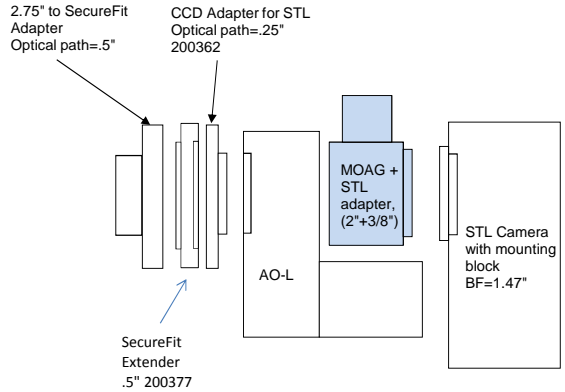 2.75" to SecureFit
Adapter
Optical path=.5"
CCD Adapter for STL
Optical path=.25"
200362
MOAG +
STL
adapter,
(2"+3/8")
STL Camera
with mounting
block
BF=1.47"
AO-L
SecureFit
Extender
.5" 200377